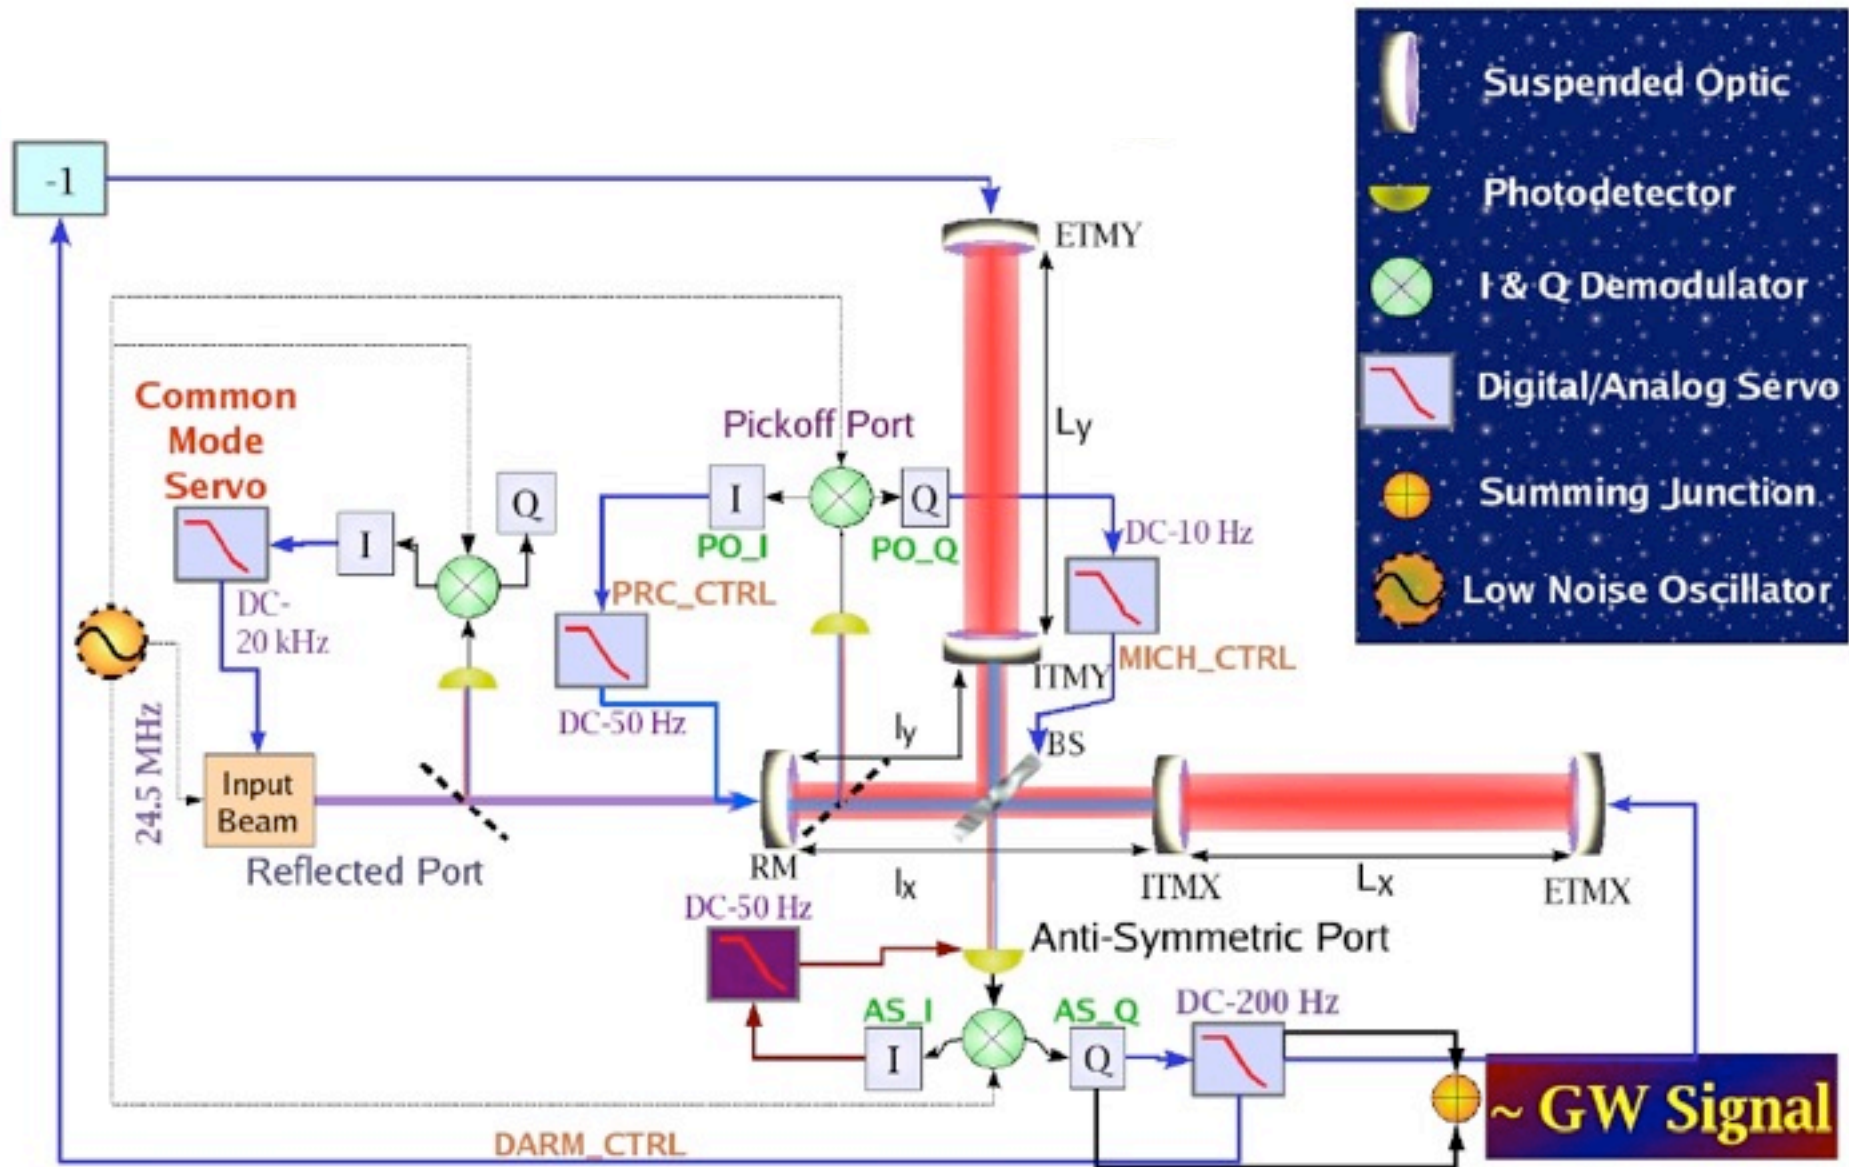 Suspended Optic
Photodetector
I & Q Demodulator
Digital/Analog Servo
Summing Junction
Low Noise Oscillator
-1
ETMY
Common
Mode
Servo
Pickoff Port
Ly
I
Q
Q
I
PO_I
PO_Q
DC-10 Hz
PRC_CTRL
DC-
20 kHz
MICH_CTRL
ITMY
DC-50 Hz
24.5 MHz
ly
BS
Input
Beam
Reflected Port
RM
lx
ITMX
Lx
ETMX
DC-50 Hz
Anti-Symmetric Port
AS_I
AS_Q
DC-200 Hz
I
Q
~ GW Signal
DARM_CTRL